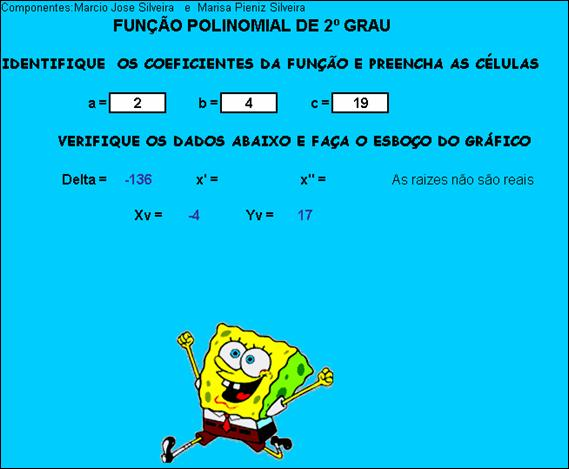 Componentes:Marcio Jose Silveira e Marisa Pieniz Silveira
FUNÇÃO POLINOMIAL DE 2º GRAU
IDENTIFIQUE OS COEFICIENTES DA FUNÇÃO E PREENCHA AS CÉLULAS
a = 2 b = 4 c = 19
VERIFIQUE OS DADOS ABAIXO E FAÇA O ESBOÇO DO GRÁFICO
Delta = -136 x' = x'' = As raizes não são reais
Xv = -4 Yv = 17